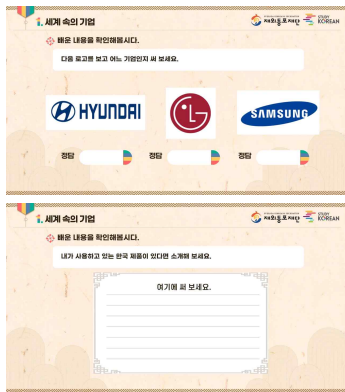 1. 세계 속의 기업
재외동포재단 STUDY KOREAN
배운 내용을 확인해봅시다.
다음 로고를 보고 어느 기업인지 써 보세요.
HYUNDAI LG SAMSUNG
정답 정답 정답
1. 세계 속의 기업
재외동포재단 STUDY KOREAN
배운 내용을 확인해봅시다.
내가 사용하고 있는 한국 제품이 있다면 소개해 보세요.
여기에 써 보세요.